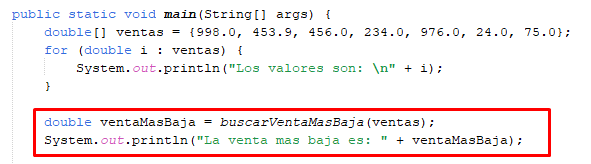 public static void main(String[] args) {
double[] ventas = {998.0, 453.9, 456.0, 234.0, 976.0, 24.0, 75.0};
for (double i : ventas) {
System.out.println("Los valores son: \n" + i);
}
double ventaMasBaja = buscarVentaMasBaja(ventas);
System.out.println("La venta mas baja es: " + ventaMasBaja);